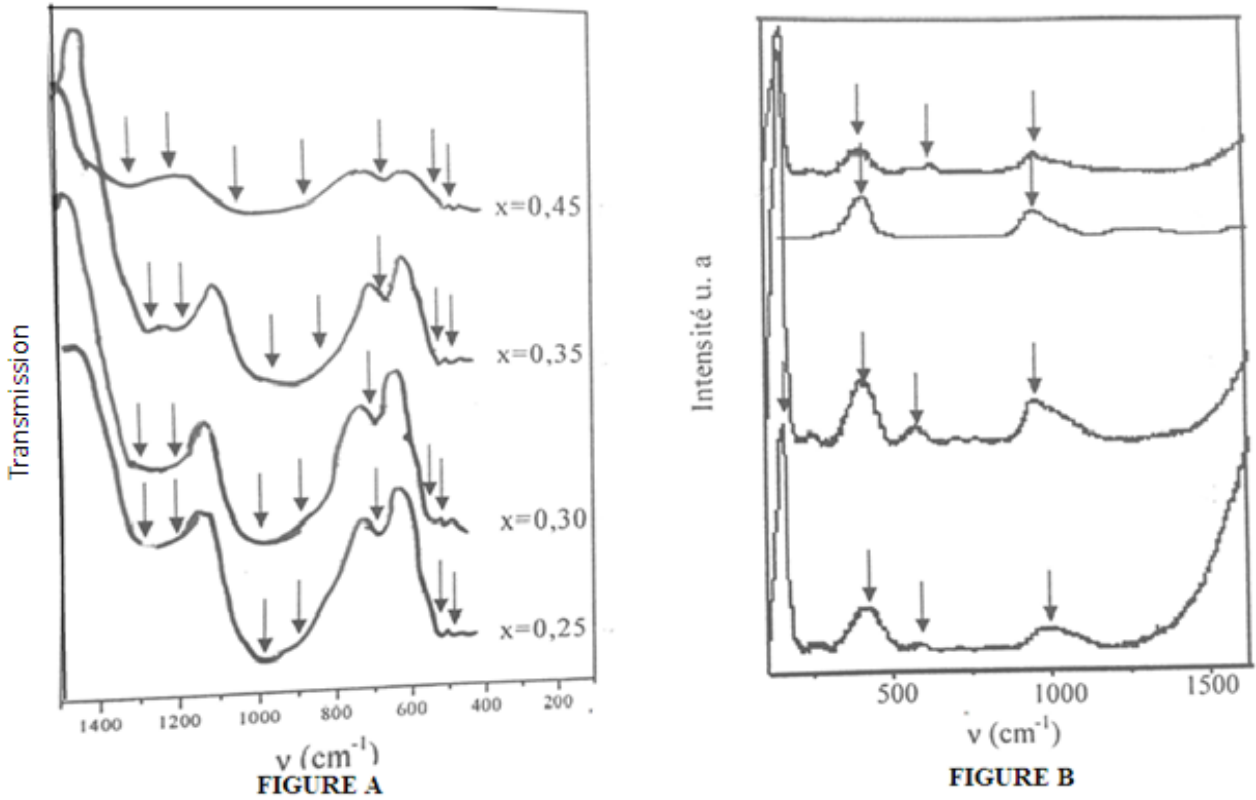 Transmission
x=0,45
x=0,35
x=0,30
x=0,25
1400 1200 1000 800 600 400 200
ν (cm⁻¹)
FIGURE A
Intensité u. a
500 1000 1500
ν (cm⁻¹)
FIGURE B